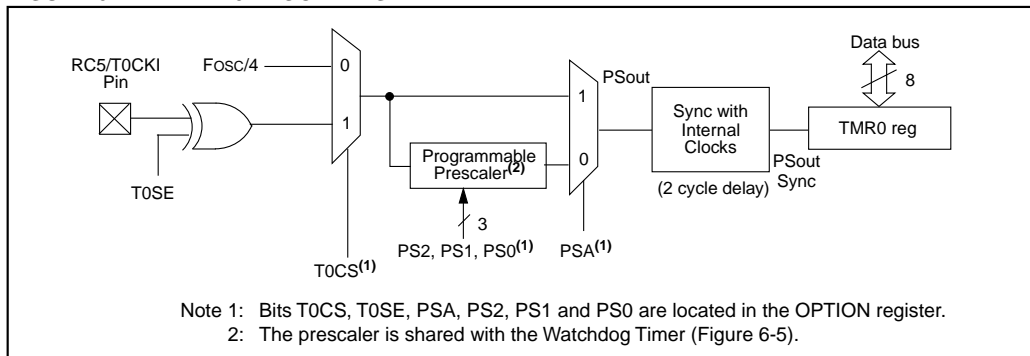 RC5/T0CKI
Pin
FOSC/4
T0SE
0
1
T0CS(1)
Programmable
Prescaler(2)
3
PS2, PS1, PS0(1)
1
0
PSA(1)
PSout
Sync with
Internal
Clocks
(2 cycle delay)
PSout
Sync
Data bus
8
TMR0 reg
Note 1: Bits T0CS, T0SE, PSA, PS2, PS1 and PS0 are located in the OPTION register.
2: The prescaler is shared with the Watchdog Timer (Figure 6-5).